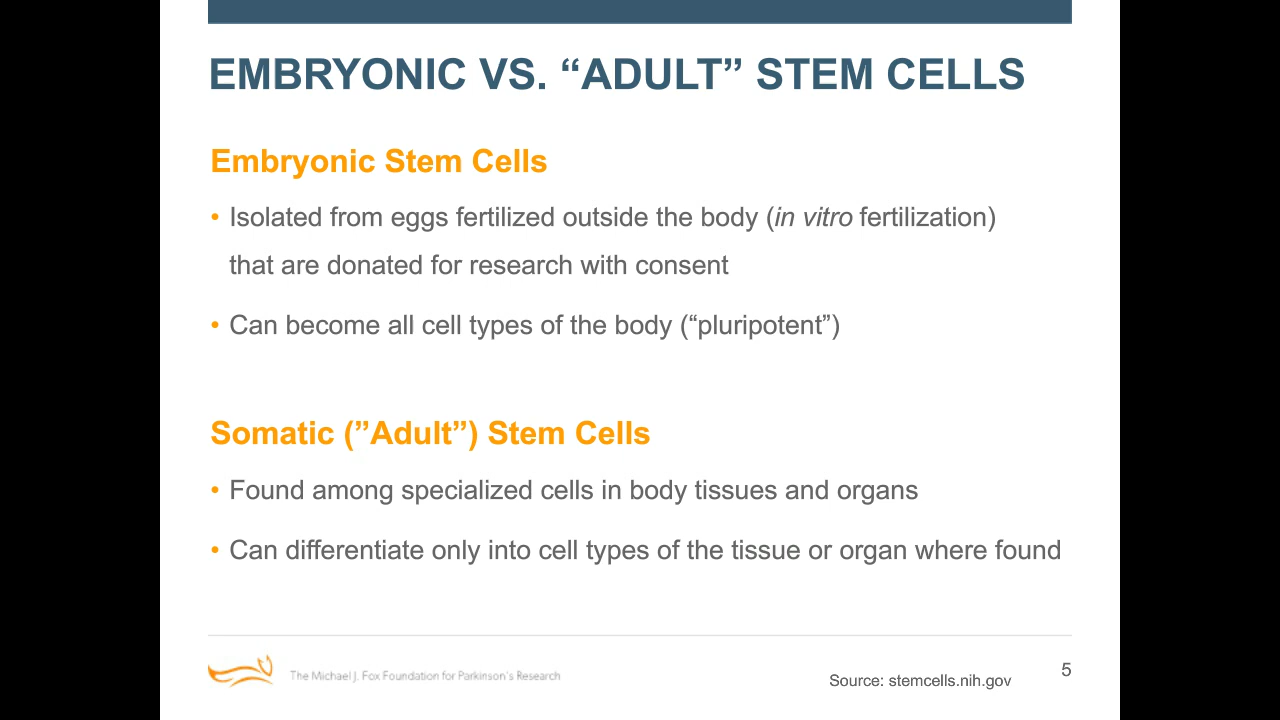 EMBRYONIC VS. “ADULT” STEM CELLS
Embryonic Stem Cells
• Isolated from eggs fertilized outside the body (in vitro fertilization)
that are donated for research with consent
• Can become all cell types of the body (“pluripotent”)
Somatic (”Adult”) Stem Cells
• Found among specialized cells in body tissues and organs
• Can differentiate only into cell types of the tissue or organ where found
The Michael J. Fox Foundation for Parkinson's Research
Source: stemcells.nih.gov
5